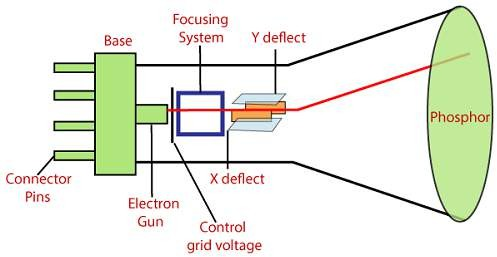 Focusing
System
Y deflect
Base
Phosphor
Connector
Pins
X deflect
Electron
Gun
Control
grid voltage